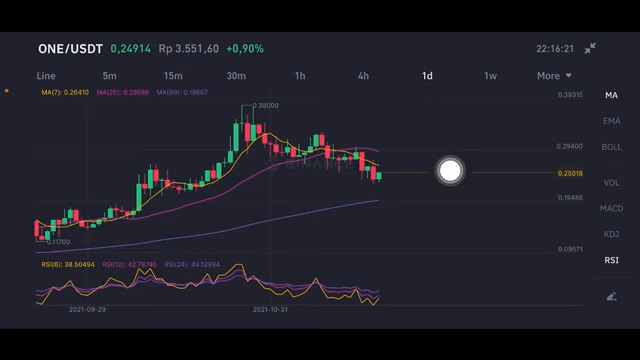 ONE/USDT 0,24914 Rp 3.551,60 +0,90% 22:16:21
Line 5m 15m 30m 1h 4h 1d 1w More
MA(7): 0.26410 MA(25): 0.29086 MA(99): 0.19667
0.39315
MA
0.38000
EMA
0.29400
BOLL
BINANCE
0.25018
VOL
0.19486
MACD
KDJ
0.11700
0.09571
RSI(6): 38.50494 RSI(12): 42.78740 RSI(24): 49.12994
RSI
2021-09-29 2021-10-31